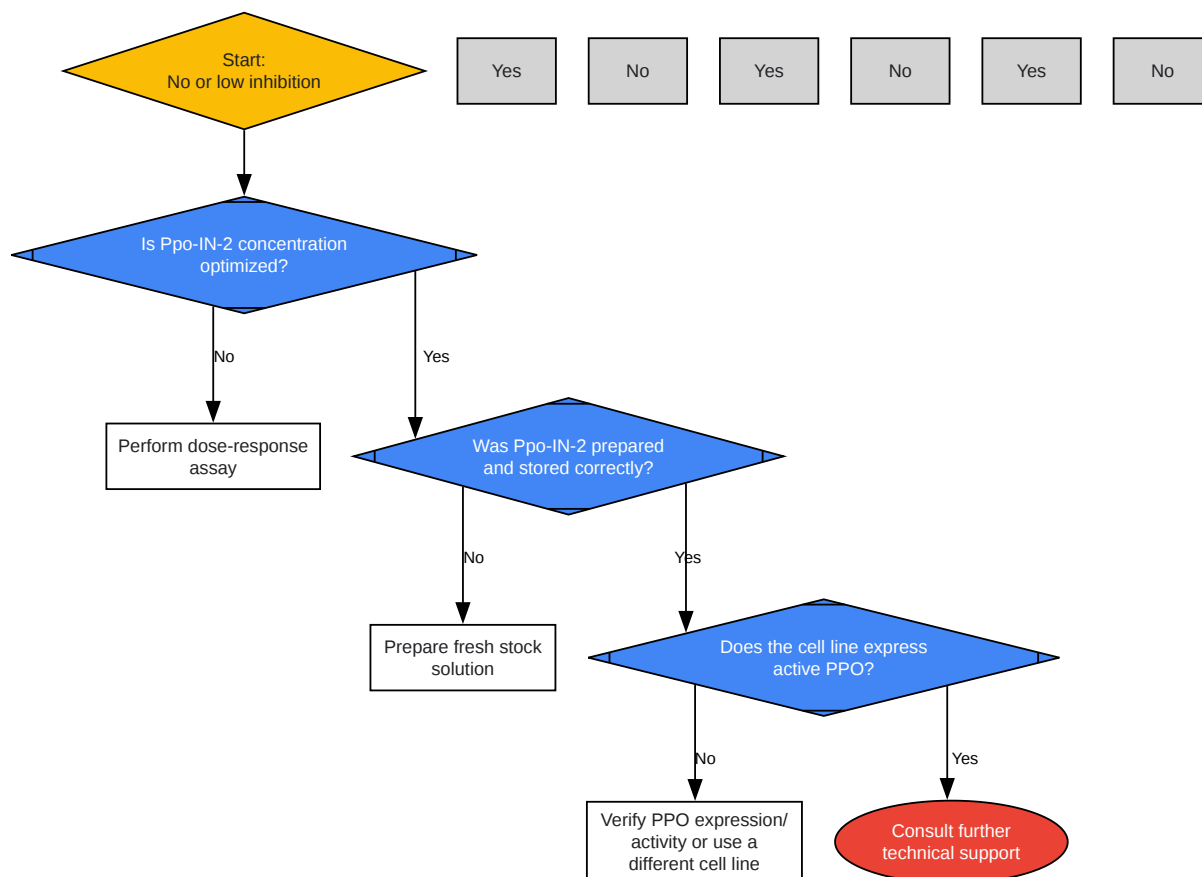 Start:
No or low inhibition
Yes
No
Yes
No
Yes
No
Is Ppo-IN-2 concentration
optimized?
No
Yes
Perform dose-response
assay
Was Ppo-IN-2 prepared
and stored correctly?
No
Yes
Prepare fresh stock
solution
Does the cell line express
active PPO?
No
Yes
Verify PPO expression/
activity or use a
different cell line
Consult further
technical support